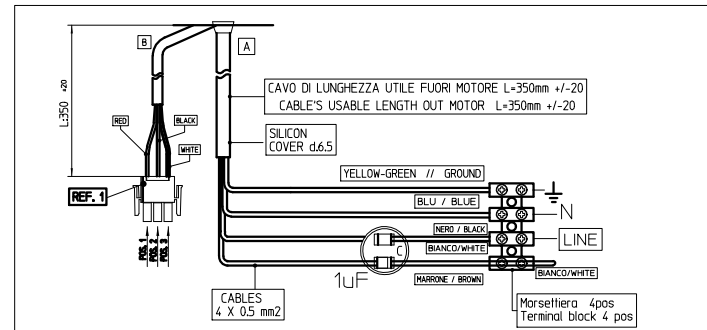 B
A
L:350 ±20
CAVO DI LUNGHEZZA UTILE FUORI MOTORE L=350mm +/-20
CABLE'S USABLE LENGTH OUT MOTOR L=350mm +/-20
RED
BLACK
WHITE
SILICON
COVER d.6.5
REF. 1
YELLOW-GREEN // GROUND
BLU / BLUE
N
NERO / BLACK
LINE
BIANCO/WHITE
C
1uF
MARRONE / BROWN
BIANCO/WHITE
POS. 1
POS. 2
POS. 3
CABLES
4 X 0.5 mm2
Morsettiera 4pos
Terminal block 4 pos